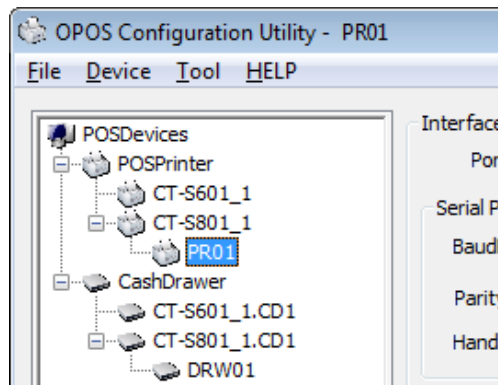 OPOS Configuration Utility - PR01
File Device Tool HELP
POSDevices
POSPrinter
CT-S601_1
CT-S801_1
PR01
CashDrawer
CT-S601_1.CD1
CT-S801_1.CD1
DRW01
Interface
Por
Serial P
Baud
Parity
Hand